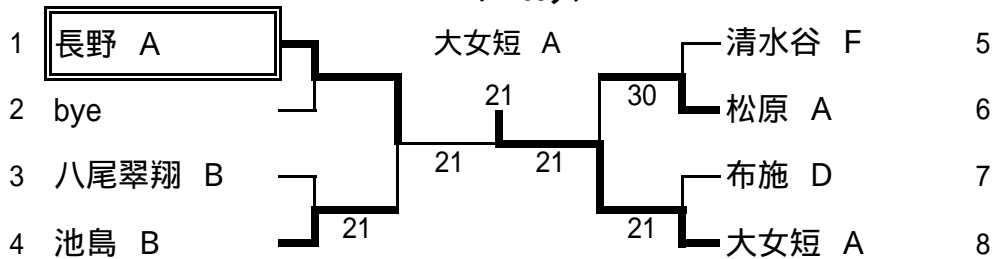 1 長野 A 大女短 A 清水谷 F 5
21 30
2 bye 松原 A 6
21 21
3 八尾翠翔 B 布施 D 7
21 21
4 池島 B 大女短 A 8